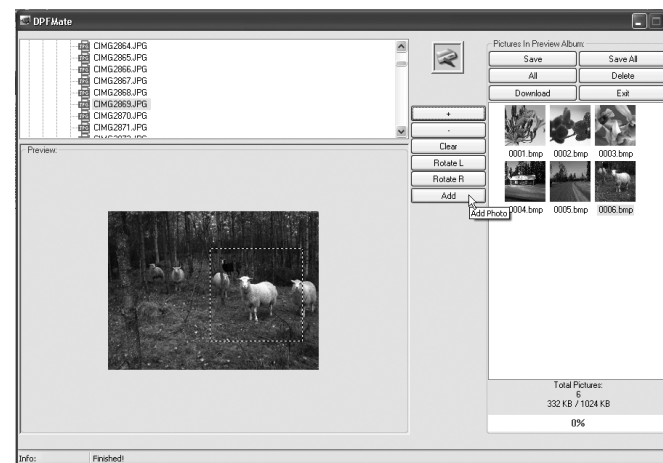 DPFMate
CIMG2864.JPG
CIMG2865.JPG
CIMG2866.JPG
CIMG2867.JPG
CIMG2868.JPG
CIMG2869.JPG
CIMG2870.JPG
CIMG2871.JPG
Preview:
+
-
Clear
Rotate L
Rotate R
Add
Add Photo
Pictures In Preview Album:
Save Save All
All Delete
Download Exit
0001.bmp 0002.bmp 0003.bmp
0004.bmp 0005.bmp 0006.bmp
Total Pictures:
6
332 KB / 1024 KB
0%
Info: Finished!